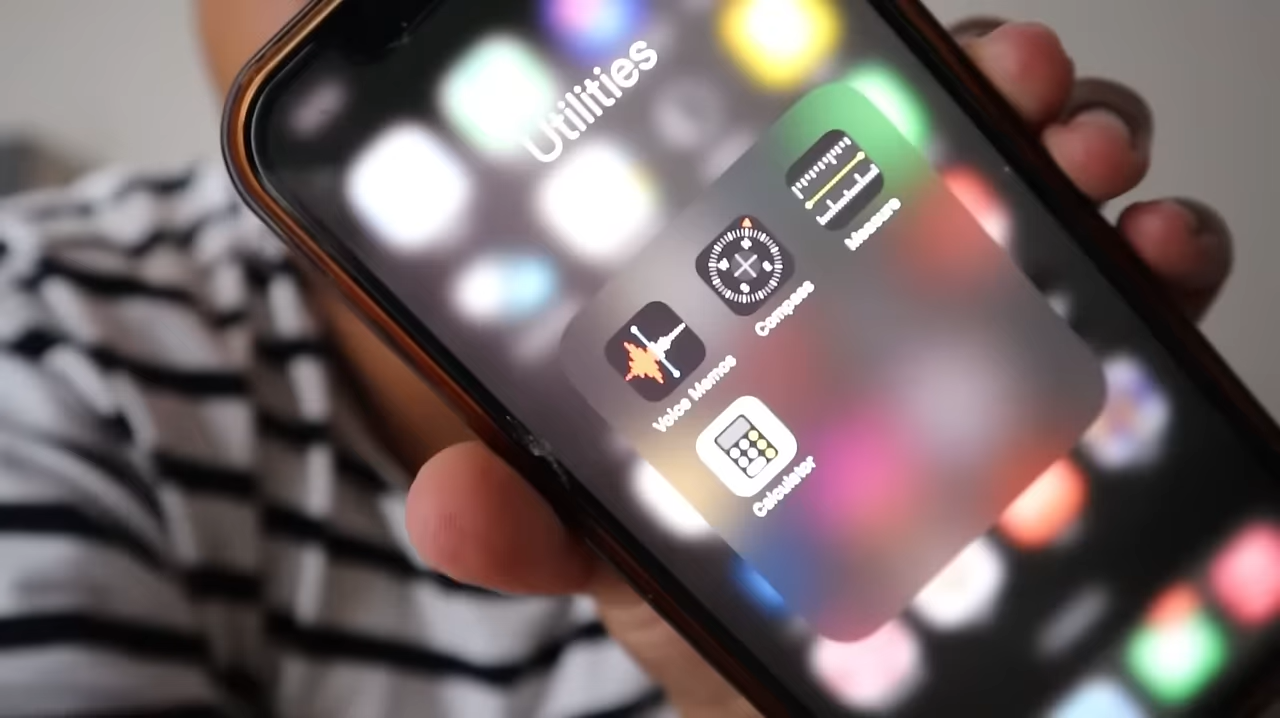 Utilities
Voice Memos
Compass
Measure
Calculator